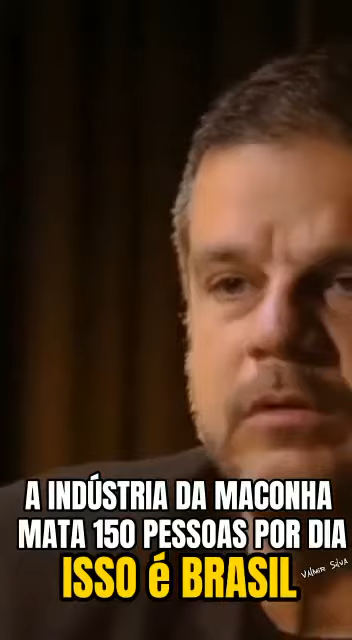 A INDÚSTRIA DA MACONHA
MATA 150 PESSOAS POR DIA
ISSO é BRASIL
VALMIR SILVA